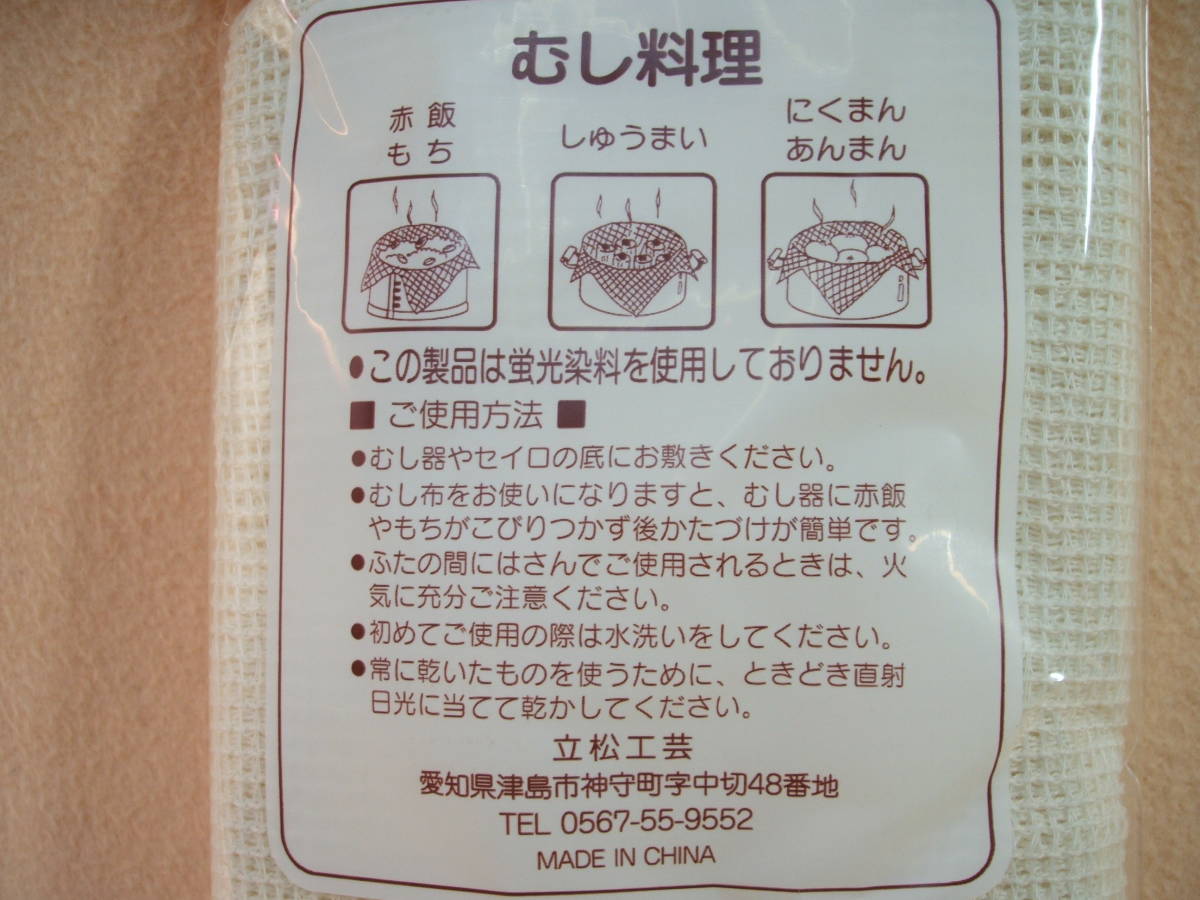 むし料理
赤飯
もち
しゅうまい
にくまん
あんまん
●この製品は蛍光染料を使用しておりません。
■ ご使用方法 ■
●むし器やセイロの底にお敷きください。
●むし布をお使いになりますと、むし器に赤飯
やもちがこびりつかず後かたづけが簡単です。
●ふたの間にはさんでご使用されるときは、火
気に充分ご注意ください。
●初めてご使用の際は水洗いをしてください。
●常に乾いたものを使うために、ときどき直射
日光に当てて乾かしてください。
立松工芸
愛知県津島市神守町字中切48番地
TEL 0567-55-9552
MADE IN CHINA